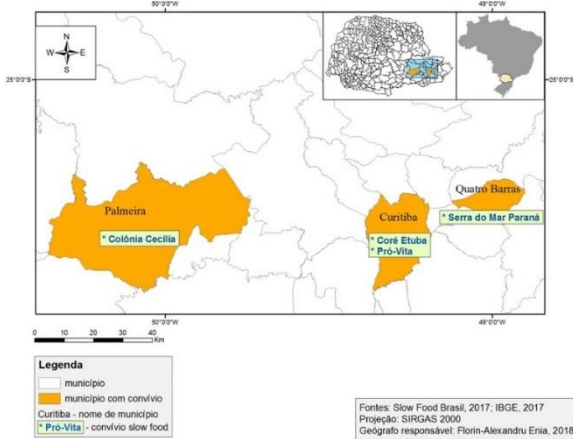 50°0'0"W 49°0'0"W
N
W E
S
25°0'0"S
25°0'0"S
Palmeira
* Colônia Cecília
Curitiba
* Coré Etuba
* Pró-Vita
Quatro Barras
* Serra do Mar Paraná
50°0'0"W 49°0'0"W
0 5 10 20 30 40
Km
Legenda
município
município com convívio
Curitiba - nome de município
* Pró-Vita - convívio slow food
Fontes: Slow Food Brasil, 2017; IBGE, 2017
Projeção: SIRGAS 2000
Geógrafo responsável: Florin-Alexandru Enia, 2018